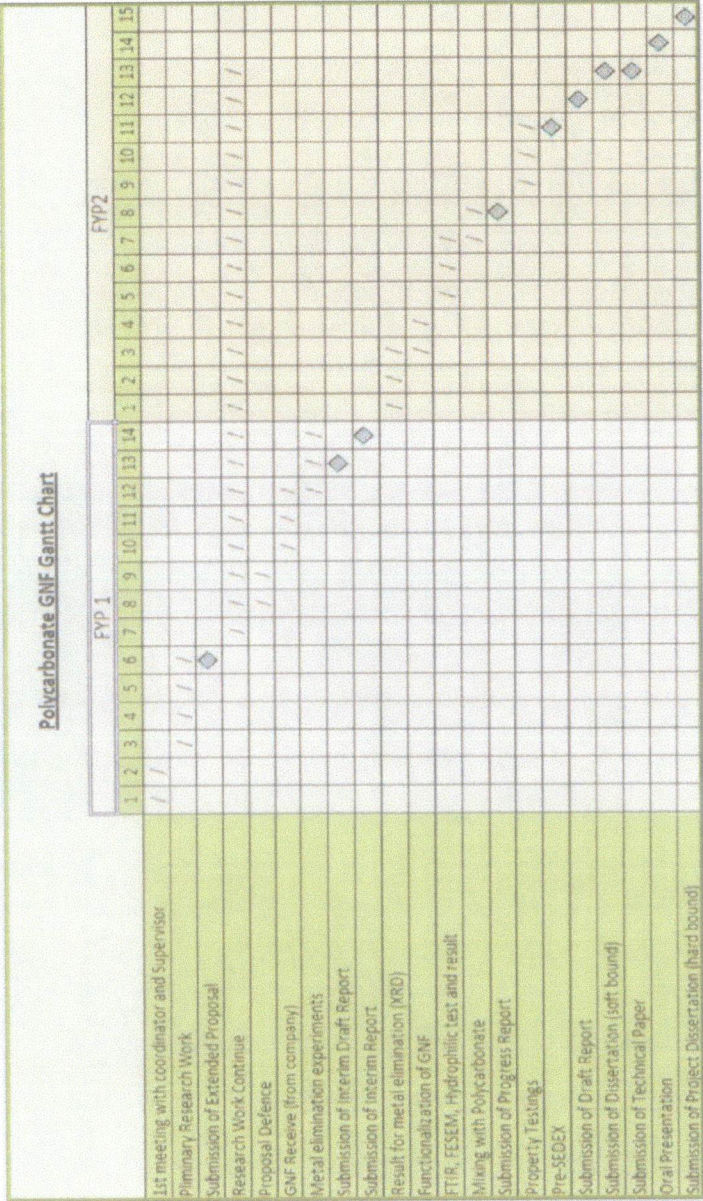 Polycarbonate GNF Gantt Chart
FYP 1 FYP2
1 2 3 4 5 6 7 8 9 10 11 12 13 14 1 2 3 4 5 6 7 8 9 10 11 12 13 14 15
1st meeting with coordinator and Supervisor / /
Pliminary Research Work / / / /
Submission of Extended Proposal
Research Work Continue / / / / / / / / / / / / / / / / / / / / /
Proposal Defence / /
GNF Receive (from company) / / /
Metal elimination experiments / / /
Submission of Interim Draft Report
Submission of Interim Report
Result for metal elimination (XRD) / / /
Functionalization of GNF / /
FTIR, FESEM, Hydrophilic test and result / / /
Mixing with Polycarbonate / /
Submission of Progress Report
Property Testings / / /
Pre-SEDEX
Submission of Draft Report
Submission of Dissertation (soft bound)
Submission of Technical Paper
Oral Presentation
Submission of Project Dissertation (hard bound)